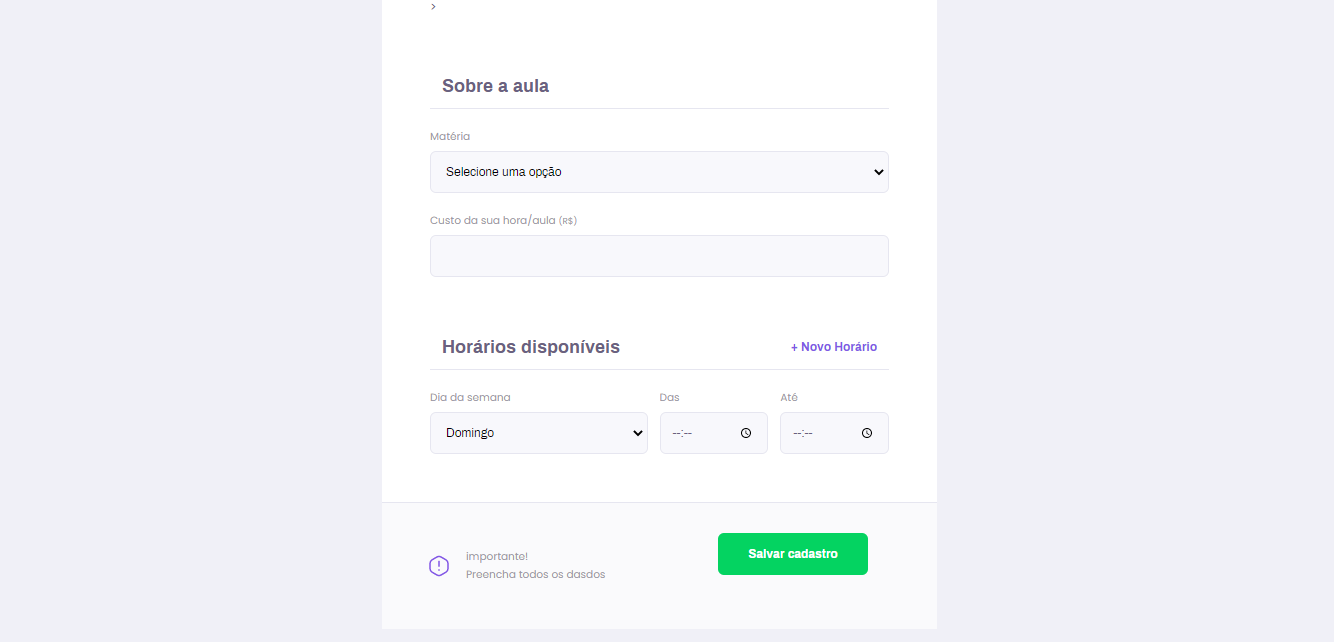 >
Sobre a aula
Matéria
Selecione uma opção
Custo da sua hora/aula (R$)
Horários disponíveis
+ Novo Horário
Dia da semana
Das
Até
Domingo
--:--
--:--
importante!
Preencha todos os dasdos
Salvar cadastro